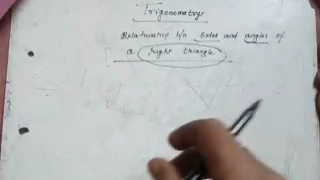 Trigonometry
Relationship b/n sides and angles of
a right triangle